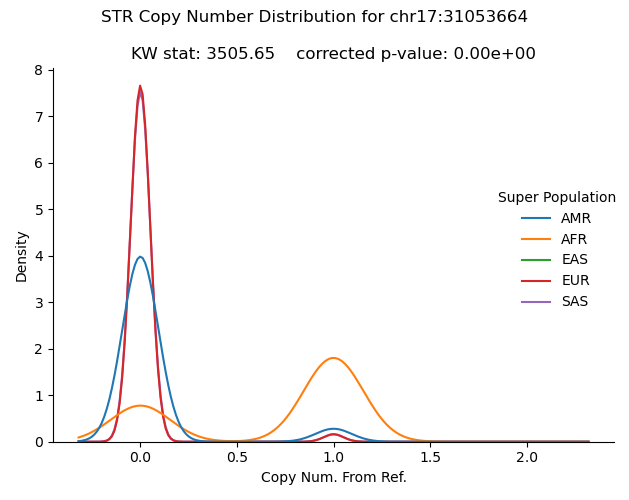 STR Copy Number Distribution for chr17:31053664
KW stat: 3505.65    corrected p-value: 0.00e+00
8
7
6
5
4
3
2
1
0
Density
0.0
0.5
1.0
1.5
2.0
Copy Num. From Ref.
Super Population
AMR
AFR
EAS
EUR
SAS